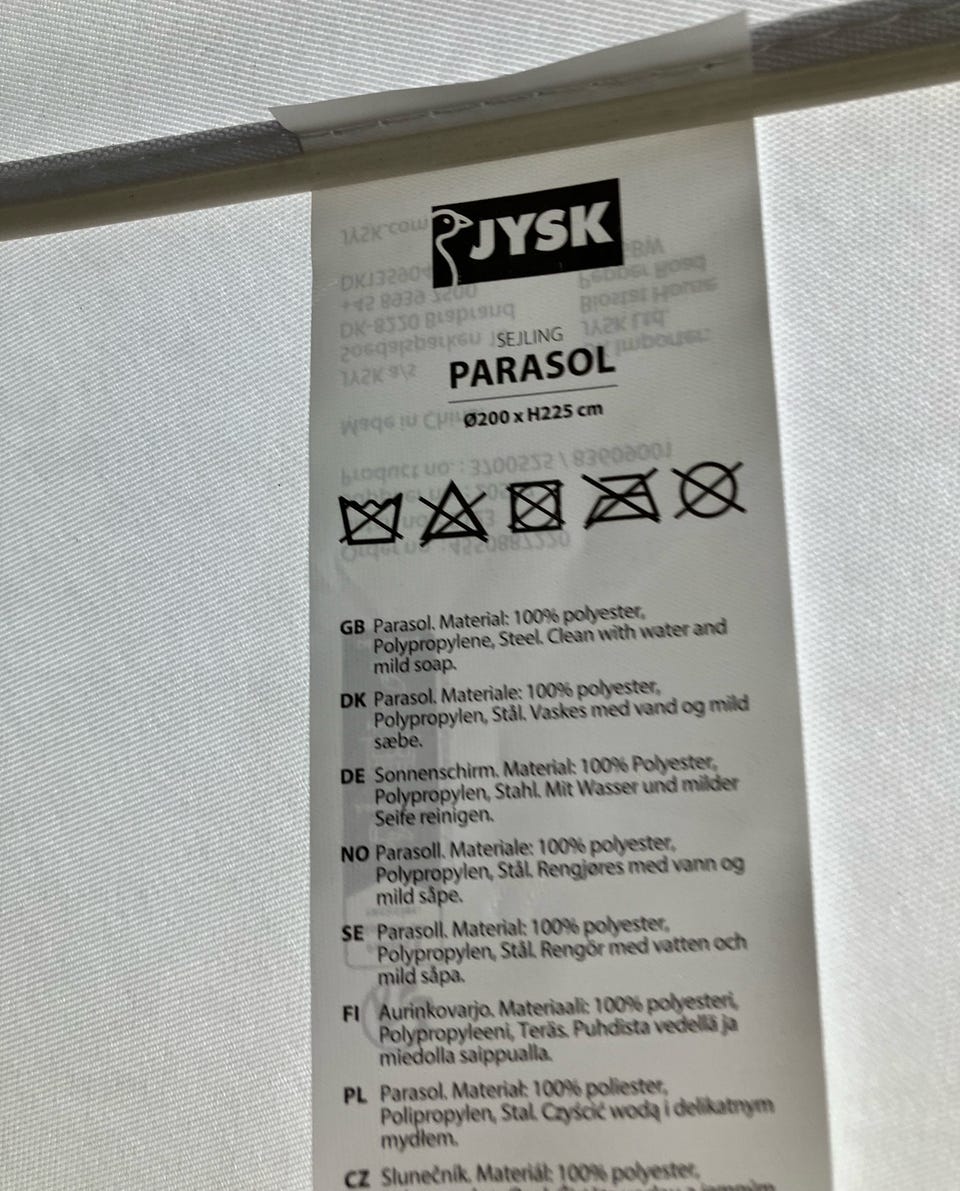 JYSK
SEJLING
PARASOL
Ø200 x H225 cm
GB Parasol. Material: 100% polyester,
Polypropylene, Steel. Clean with water and
mild soap.
DK Parasol. Materiale: 100% polyester,
Polypropylen, Stål. Vaskes med vand og mild
sæbe.
DE Sonnenschirm. Material: 100% Polyester,
Polypropylen, Stahl. Mit Wasser und milder
Seife reinigen.
NO Parasoll. Materiale: 100% polyester,
Polypropylen, Stål. Rengjøres med vann og
mild såpe.
SE Parasoll. Material: 100% polyester,
Polypropylen, Stål. Rengör med vatten och
mild såpa.
FI Aurinkovarjo. Materiaali: 100% polyesteri,
Polypropyleeni, Teräs. Puhdista vedellä ja
miedolla saippualla.
PL Parasol. Materiał: 100% poliester,
Polipropylen, Stal. Czyścić wodą i delikatnym
mydłem.
CZ Slunečník. Materiál: 100% polyester,